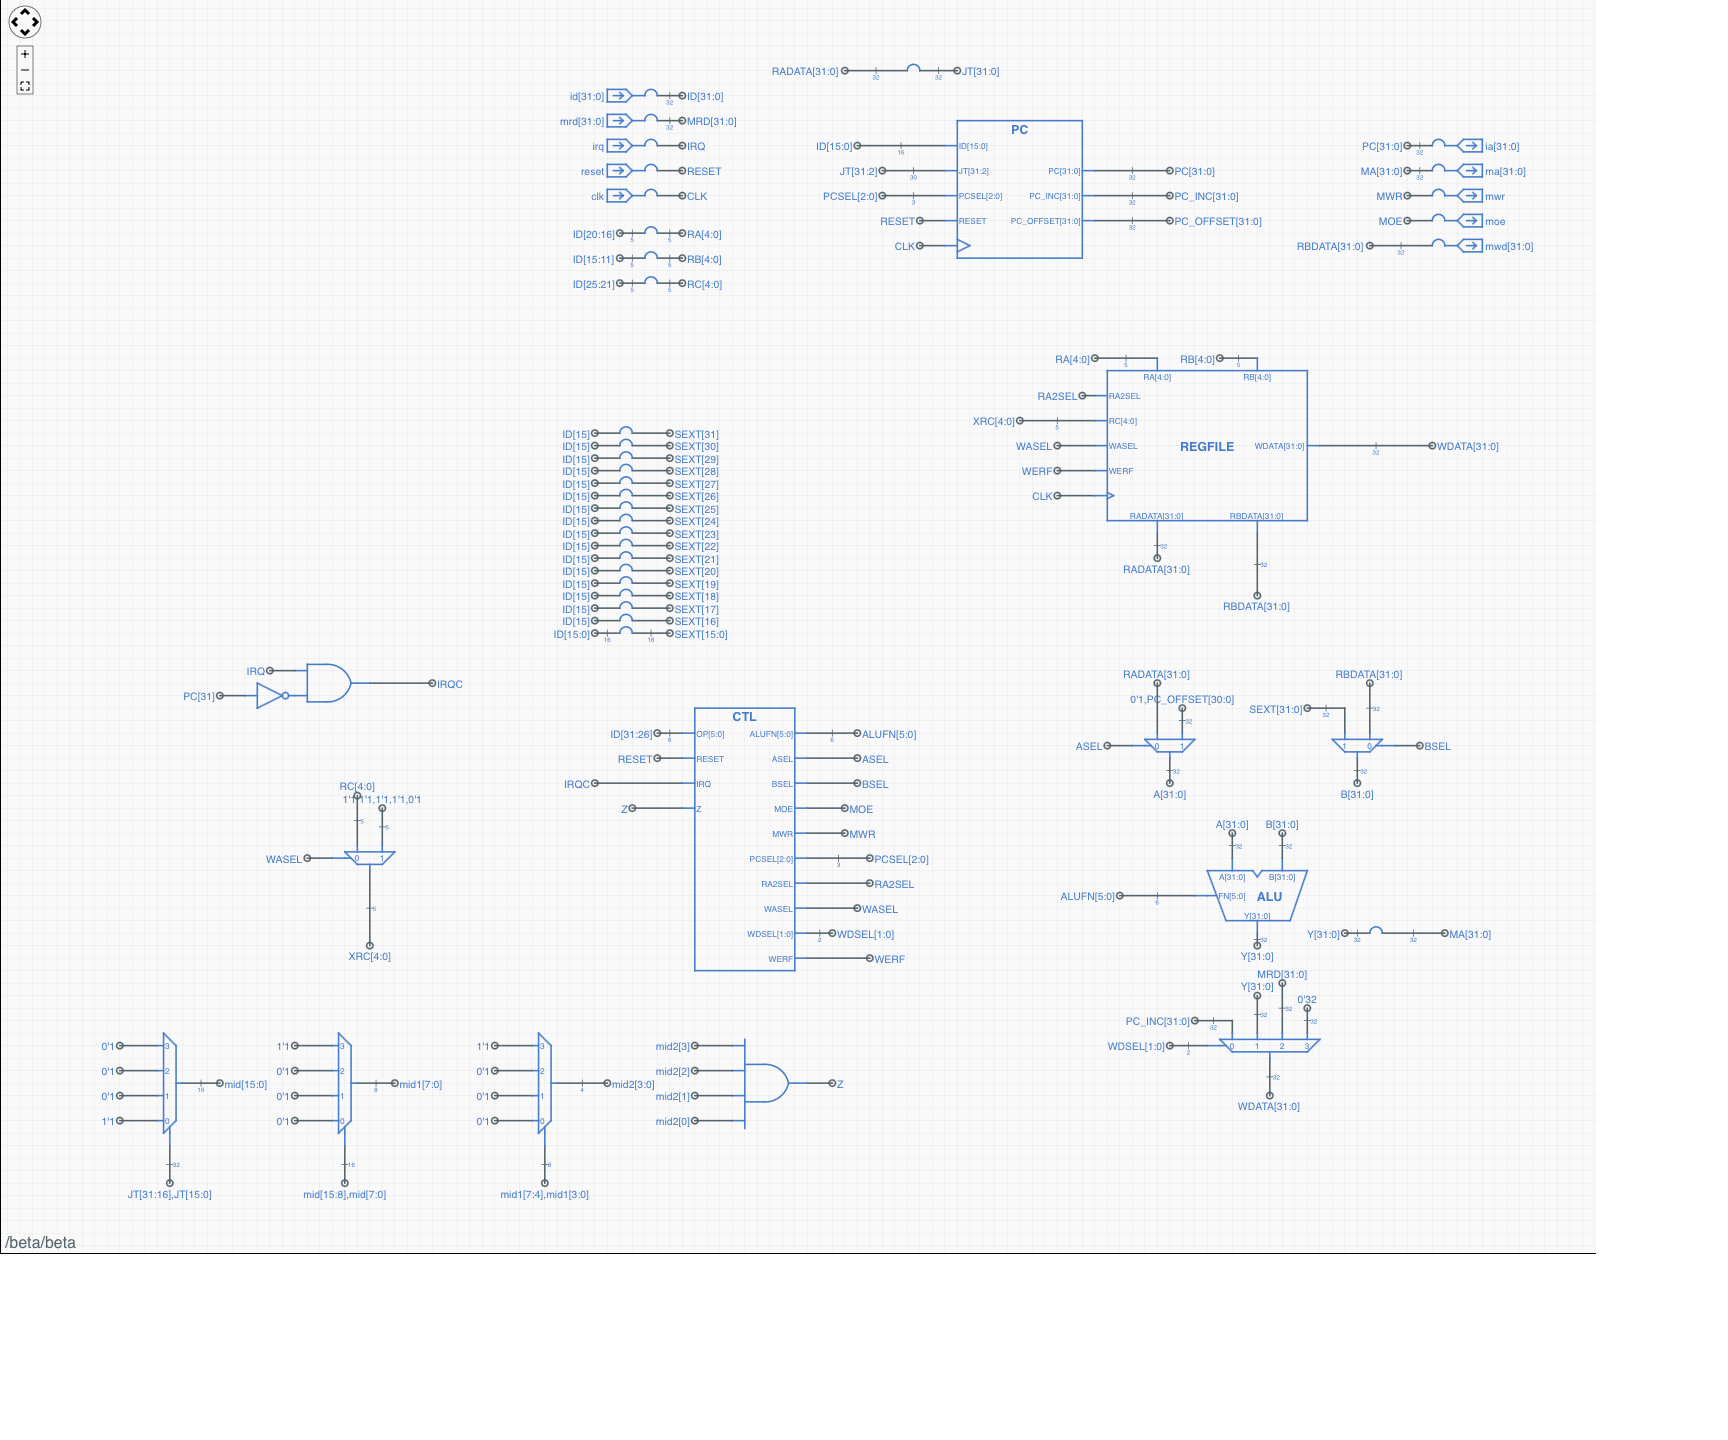 RADATA[31:0] 32 32 JT[31:0]
id[31:0] 32 ID[31:0]
mrd[31:0] 32 MRD[31:0]
irq IRQ
reset RESET
clk CLK
ID[20:16] 5 5 RA[4:0]
ID[15:11] 5 5 RB[4:0]
ID[25:21] 5 5 RC[4:0]
PC
ID[15:0] 16 ID[15:0]
JT[31:2] 30 JT[31:2] PC[31:0] 32 PC[31:0]
PCSEL[2:0] 3 PCSEL[2:0] PC_INC[31:0] 32 PC_INC[31:0]
RESET RESET PC_OFFSET[31:0] 32 PC_OFFSET[31:0]
CLK
PC[31:0] 32 ia[31:0]
MA[31:0] 32 ma[31:0]
MWR mwr
MOE moe
RBDATA[31:0] 32 mwd[31:0]
RA[4:0] 5 RB[4:0] 5
RA[4:0] RB[4:0]
RA2SEL RA2SEL
XRC[4:0] 5 RC[4:0]
WASEL WASEL REGFILE WDATA[31:0] 32 WDATA[31:0]
WERF WERF
CLK
RADATA[31:0] RBDATA[31:0]
32
RADATA[31:0]
32
RBDATA[31:0]
ID[15] SEXT[31]
ID[15] SEXT[30]
ID[15] SEXT[29]
ID[15] SEXT[28]
ID[15] SEXT[27]
ID[15] SEXT[26]
ID[15] SEXT[25]
ID[15] SEXT[24]
ID[15] SEXT[23]
ID[15] SEXT[22]
ID[15] SEXT[21]
ID[15] SEXT[20]
ID[15] SEXT[19]
ID[15] SEXT[18]
ID[15] SEXT[17]
ID[15] SEXT[16]
ID[15:0] 16 16 SEXT[15:0]
IRQ
PC[31] IRQC
CTL
ID[31:26] 6 OP[5:0] ALUFN[5:0] 6 ALUFN[5:0]
RESET RESET ASEL ASEL
IRQC IRQ BSEL BSEL
Z Z MOE MOE
MWR MWR
PCSEL[2:0] 3 PCSEL[2:0]
RA2SEL RA2SEL
WASEL WASEL
WDSEL[1:0] 2 WDSEL[1:0]
WERF WERF
RC[4:0]
1'1,1'1,1'1,1'1,0'1
5 5
WASEL 0 1
5
XRC[4:0]
RADATA[31:0]
0'1,PC_OFFSET[30:0]
32
ASEL 0 1
32
A[31:0]
RBDATA[31:0]
SEXT[31:0] 32 32
1 0 BSEL
32
B[31:0]
A[31:0] B[31:0]
32 32
A[31:0] B[31:0]
ALUFN[5:0] 6 FN[5:0] ALU
Y[31:0]
32
Y[31:0]
Y[31:0] 32 32 MA[31:0]
MRD[31:0]
Y[31:0]
0'32
32 32 32
PC_INC[31:0] 32
WDSEL[1:0] 2 0 1 2 3
32
WDATA[31:0]
0'1 3
0'1 2
16 mid[15:0]
0'1 1
1'1 0
32
JT[31:16],JT[15:0]
1'1 3
0'1 2
8 mid1[7:0]
0'1 1
0'1 0
16
mid[15:8],mid[7:0]
1'1 3
0'1 2
4 mid2[3:0]
0'1 1
0'1 0
8
mid1[7:4],mid1[3:0]
mid2[3]
mid2[2]
Z
mid2[1]
mid2[0]
/beta/beta